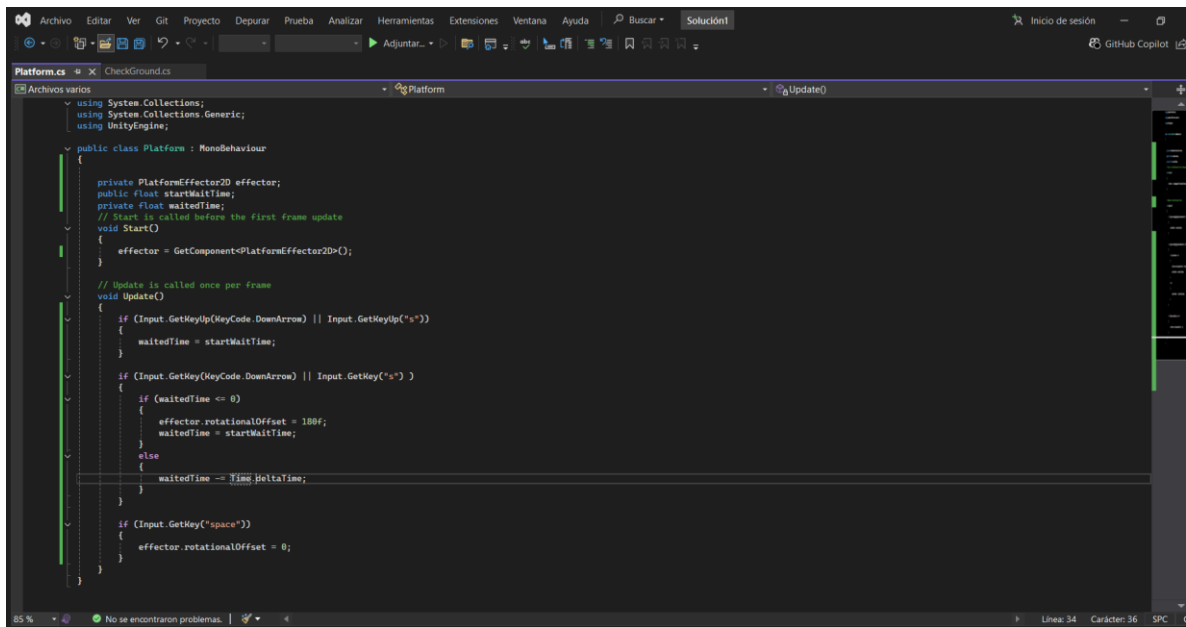 Archivo Editar Ver Git Proyecto Depurar Prueba Analizar Herramientas Extensiones Ventana Ayuda Buscar Solución1 Inicio de sesión
Adjuntar... GitHub Copilot
Platform.cs CheckGround.cs
Archivos varios Platform Update()
using System.Collections;
using System.Collections.Generic;
using UnityEngine;
public class Platform : MonoBehaviour
{
private PlatformEffector2D effector;
public float startWaitTime;
private float waitedTime;
// Start is called before the first frame update
void Start()
{
effector = GetComponent<PlatformEffector2D>();
}
// Update is called once per frame
void Update()
{
if (Input.GetKeyUp(KeyCode.DownArrow) || Input.GetKeyUp("s"))
{
waitedTime = startWaitTime;
}
if (Input.GetKey(KeyCode.DownArrow) || Input.GetKey("s") )
{
if (waitedTime <= 0)
{
effector.rotationalOffset = 180f;
waitedTime = startWaitTime;
}
else
{
waitedTime -= Time.deltaTime;
}
}
if (Input.GetKey("space"))
{
effector.rotationalOffset = 0;
}
}
}
85 % No se encontraron problemas. Línea: 34 Carácter: 36 SPC